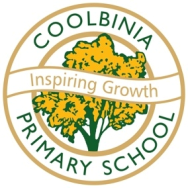 COOLBINIA
Inspiring Growth
PRIMARY SCHOOL